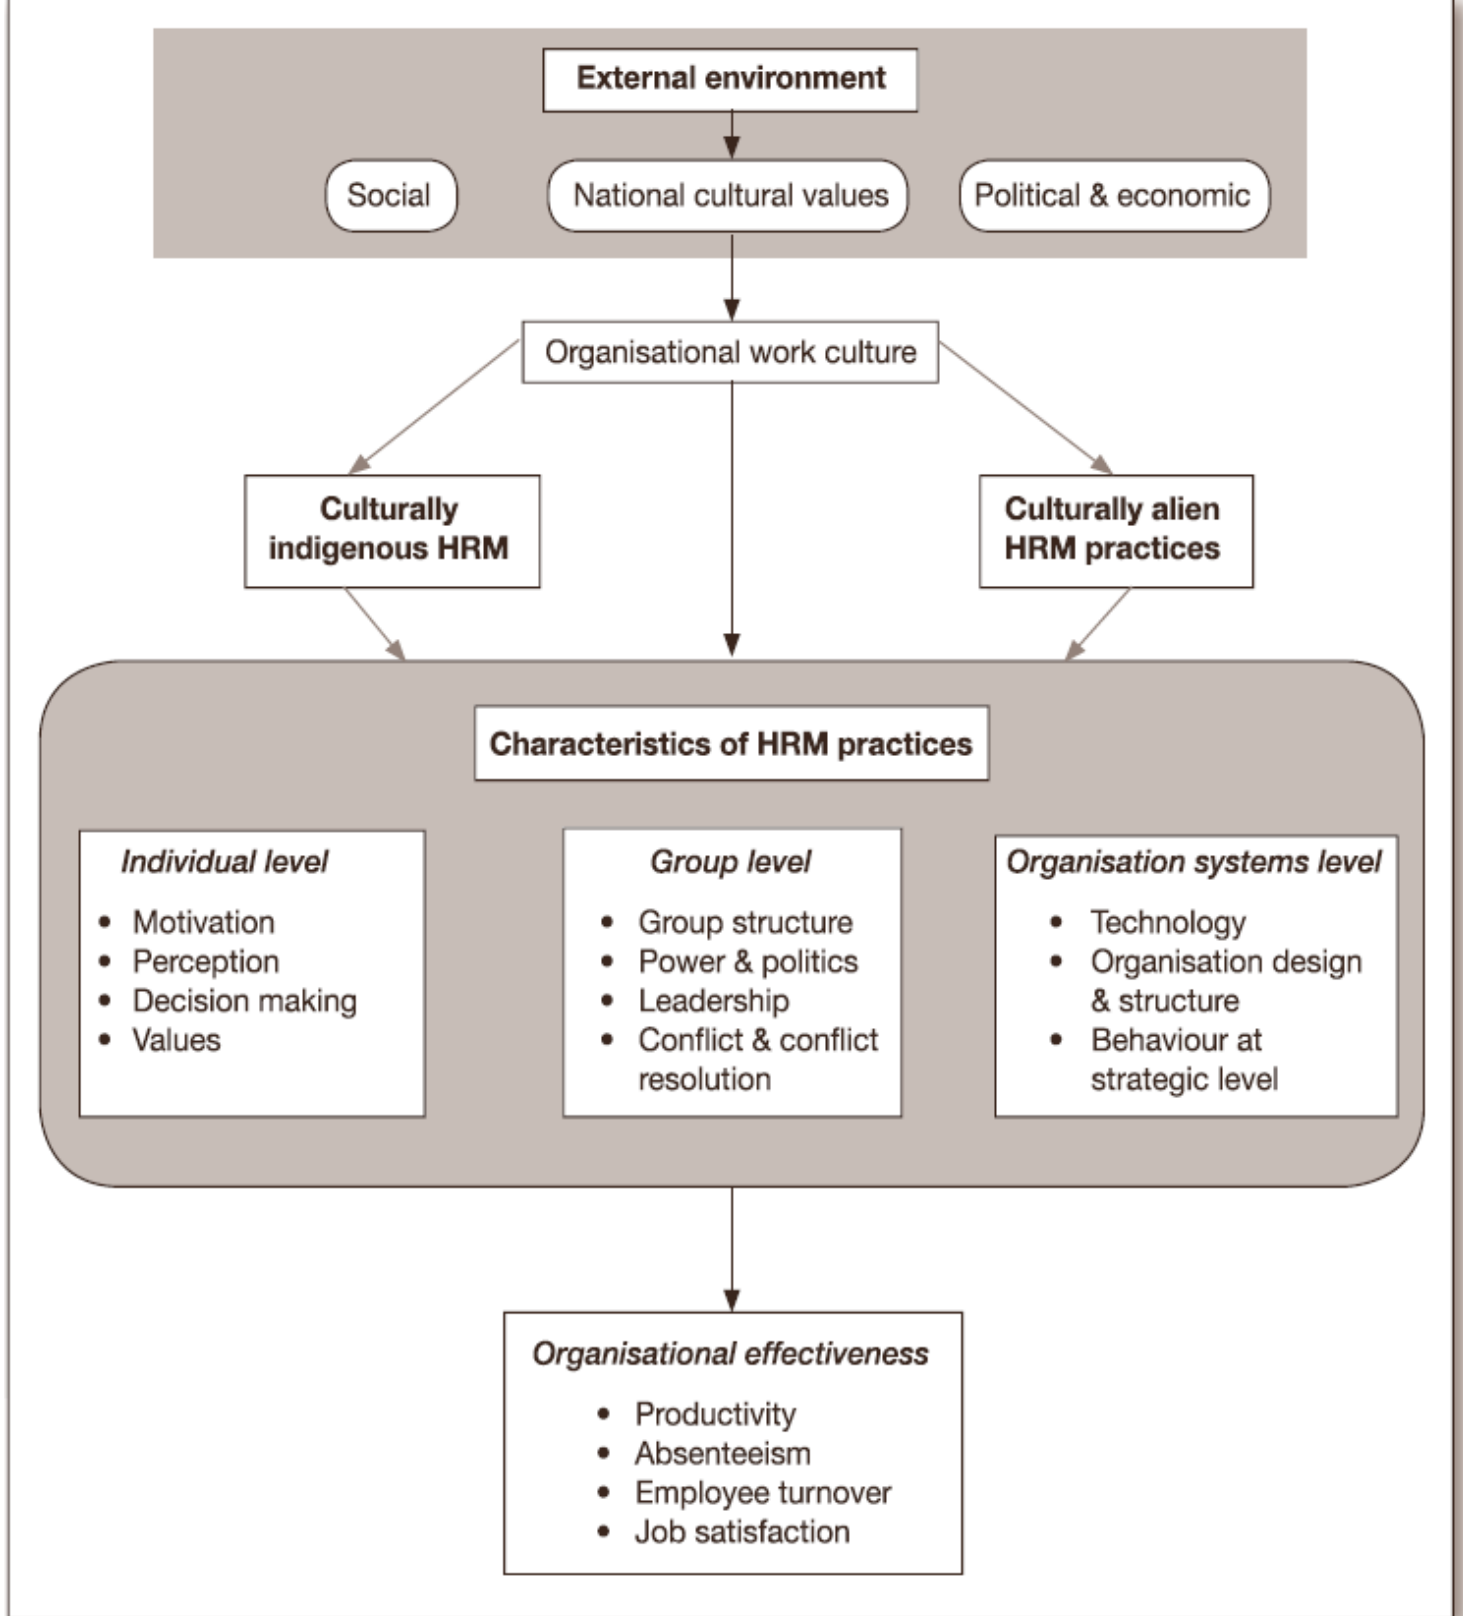 External environment
Social
National cultural values
Political & economic
Organisational work culture
Culturally
indigenous HRM
Culturally alien
HRM practices
Characteristics of HRM practices
Individual level
• Motivation
• Perception
• Decision making
• Values
Group level
• Group structure
• Power & politics
• Leadership
• Conflict & conflict
resolution
Organisation systems level
• Technology
• Organisation design
& structure
• Behaviour at
strategic level
Organisational effectiveness
• Productivity
• Absenteeism
• Employee turnover
• Job satisfaction